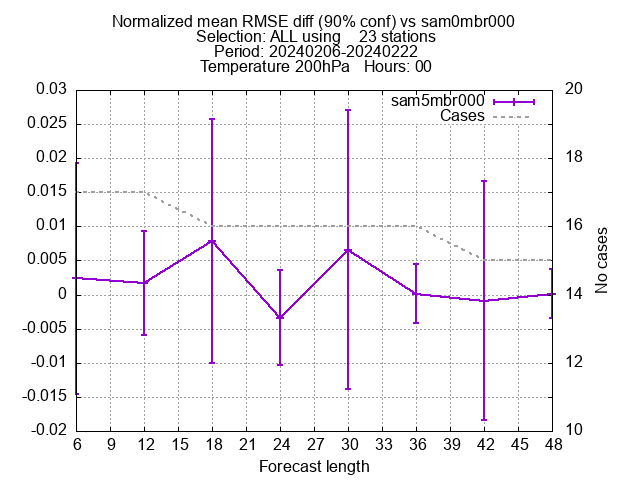 Normalized mean RMSE diff (90% conf) vs sam0mbr000
Selection: ALL using    23 stations
Period: 20240206-20240222
Temperature 200hPa   Hours: 00
sam5mbr000
Cases
0.03
0.025
0.02
0.015
0.01
0.005
0
-0.005
-0.01
-0.015
-0.02
20
18
16
14
12
10
No cases
6 9 12 15 18 21 24 27 30 33 36 39 42 45 48
Forecast length